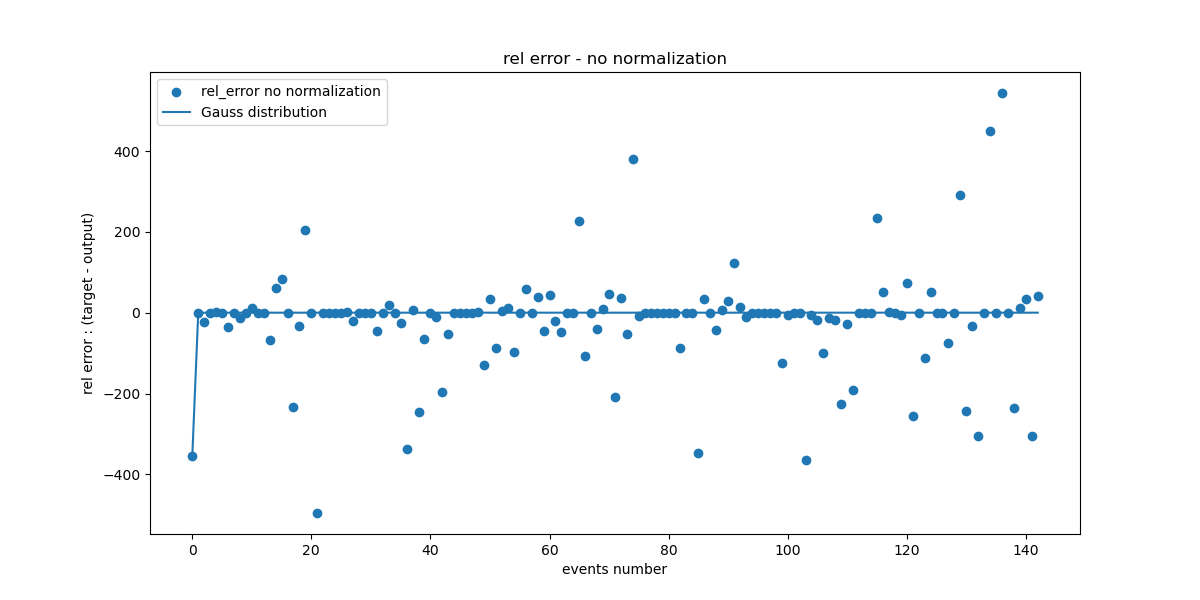 rel error - no normalization
rel_error no normalization
Gauss distribution
rel error : (target - output)
400
200
0
−200
−400
0 20 40 60 80 100 120 140
events number